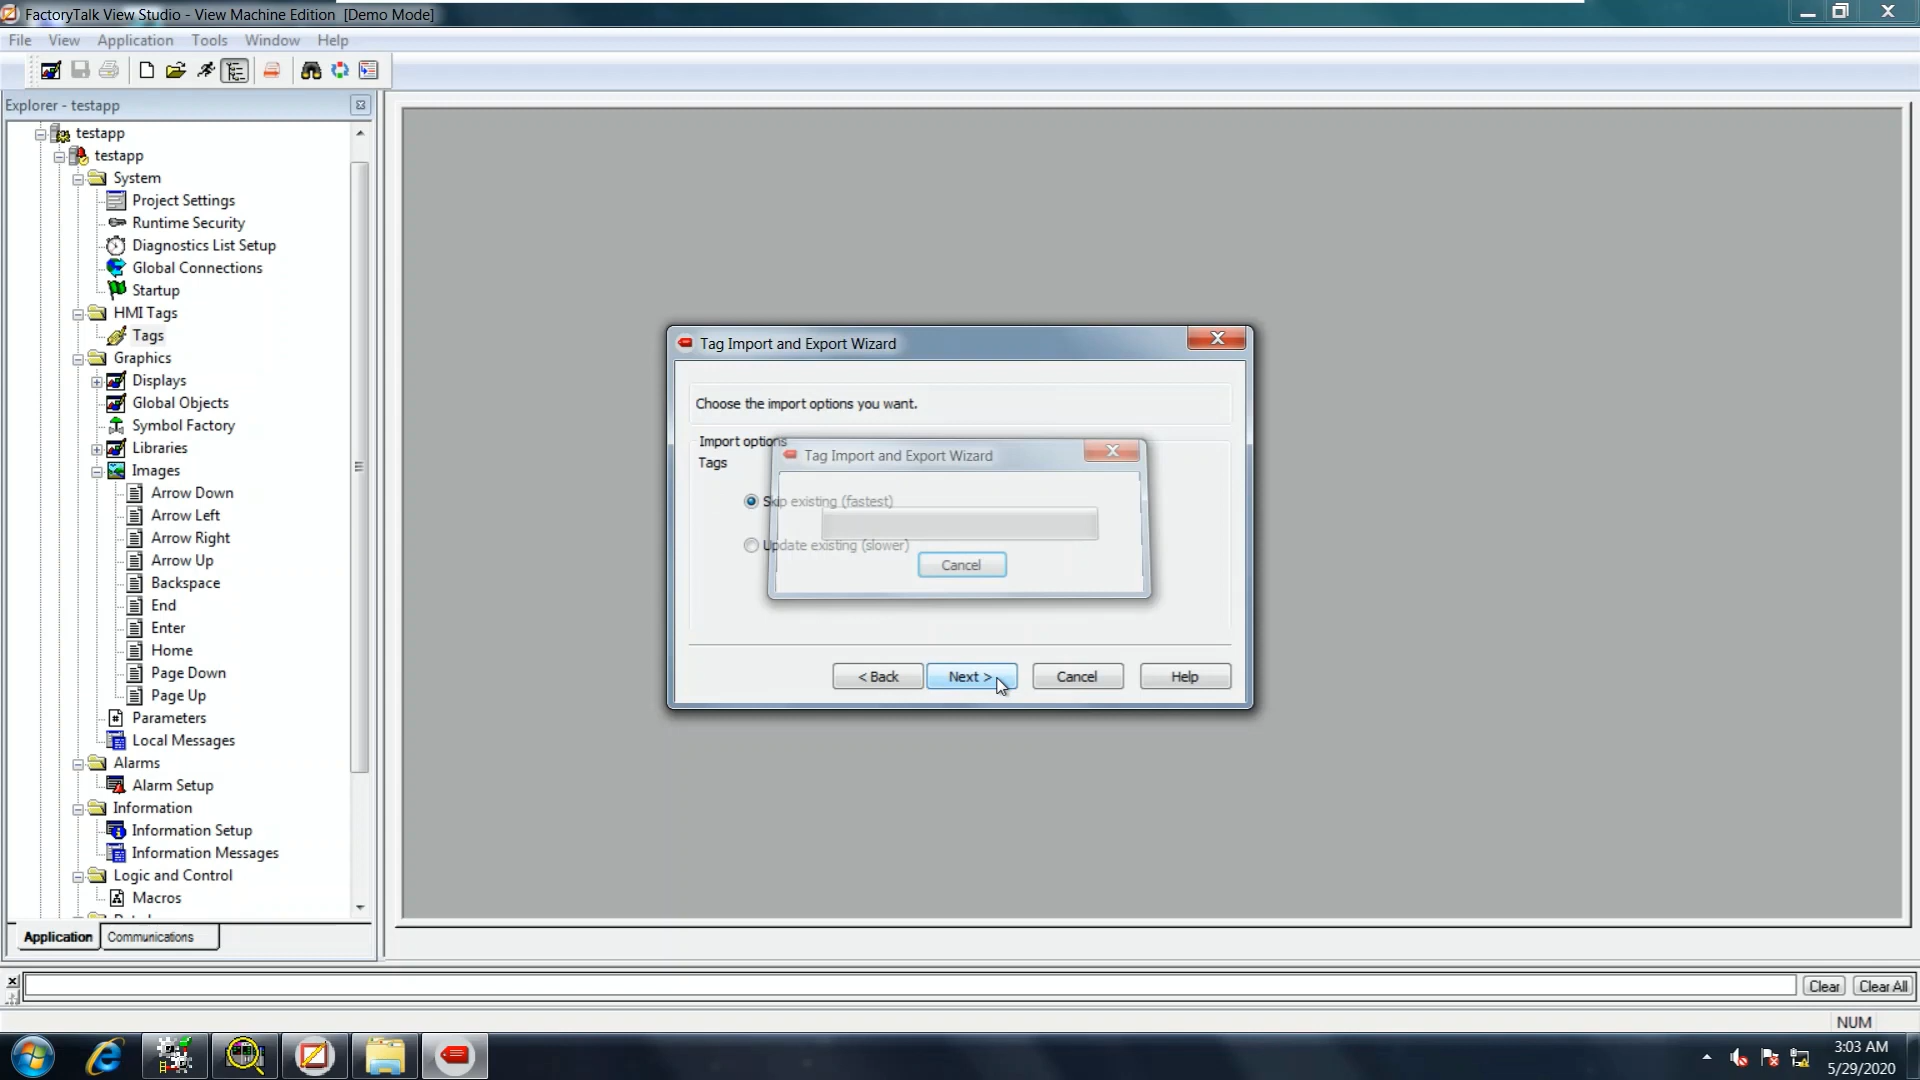 FactoryTalk View Studio - View Machine Edition  [Demo Mode]
File View Application Tools Window Help
Explorer - testapp
testapp
testapp
System
Project Settings
Runtime Security
Diagnostics List Setup
Global Connections
Startup
HMI Tags
Tags
Graphics
Displays
Global Objects
Symbol Factory
Libraries
Images
Arrow Down
Arrow Left
Arrow Right
Arrow Up
Backspace
End
Enter
Home
Page Down
Page Up
Parameters
Local Messages
Alarms
Alarm Setup
Information
Information Setup
Information Messages
Logic and Control
Macros
Application Communications
Tag Import and Export Wizard
Choose the import options you want.
Import options
Tags
Tag Import and Export Wizard
Skip existing (fastest)
Update existing (slower)
Cancel
< Back Next > Cancel Help
Clear Clear All
NUM
3:03 AM
5/29/2020